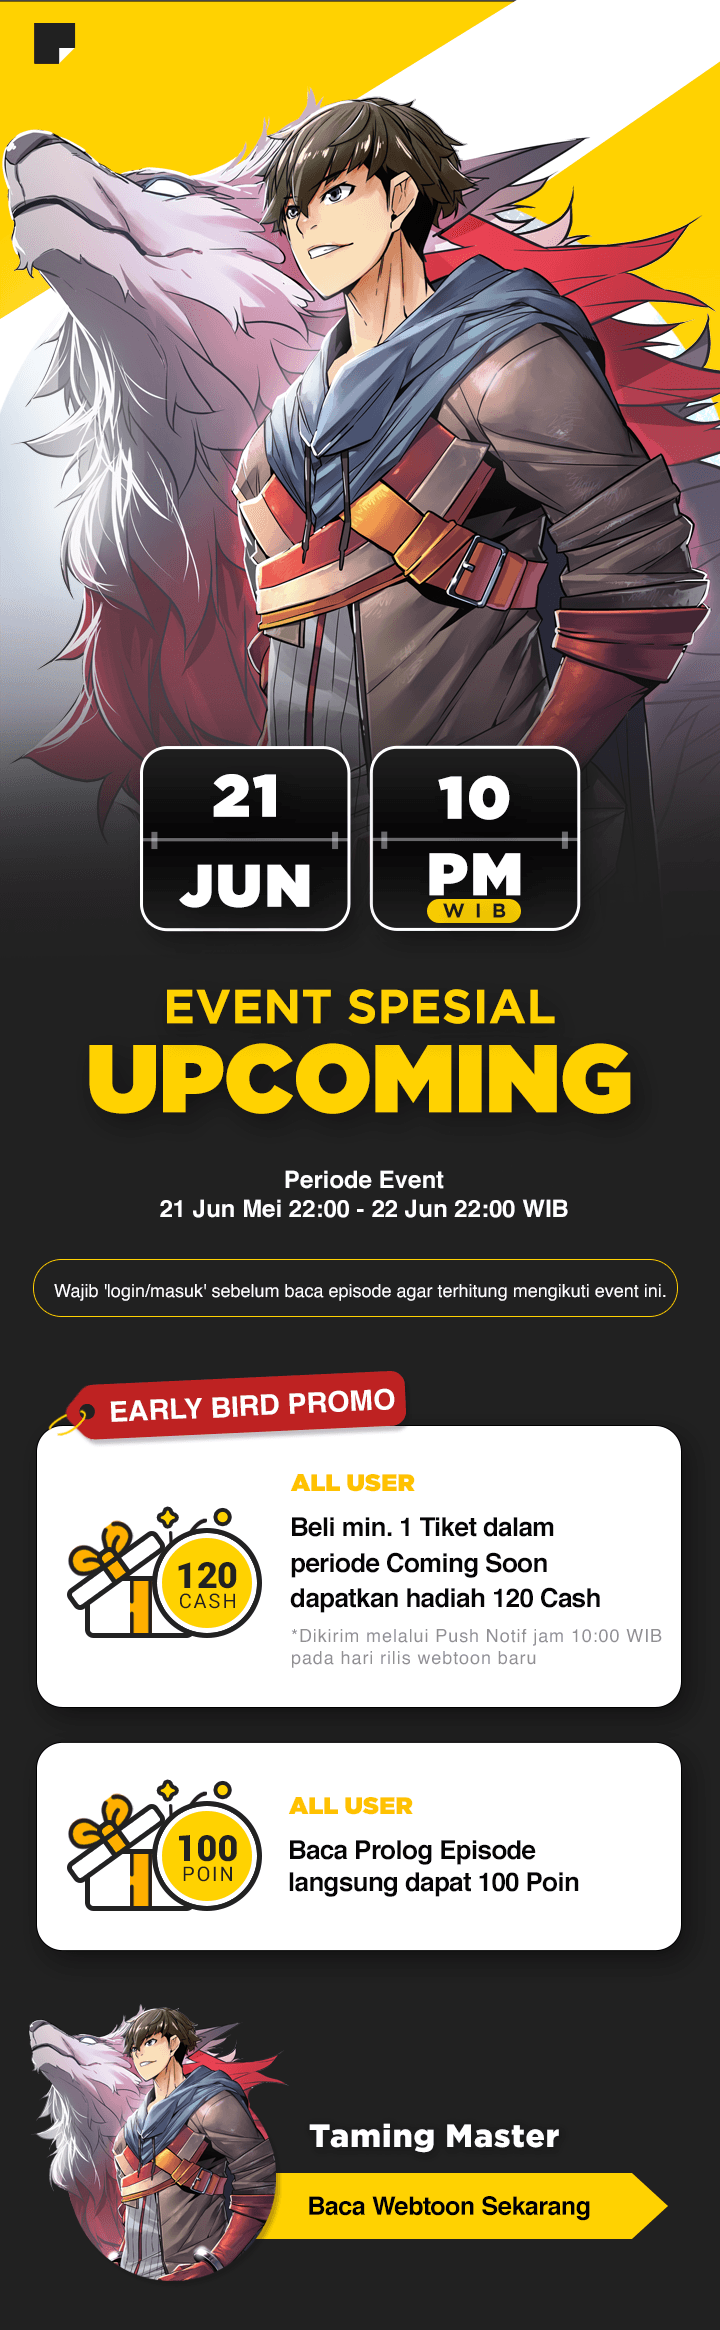 21
JUN
10
PM
WIB
EVENT SPESIAL
UPCOMING
Periode Event
21 Jun Mei 22:00 - 22 Jun 22:00 WIB
Wajib 'login/masuk' sebelum baca episode agar terhitung mengikuti event ini.
EARLY BIRD PROMO
ALL USER
120
CASH
Beli min. 1 Tiket dalam
periode Coming Soon
dapatkan hadiah 120 Cash
*Dikirim melalui Push Notif jam 10:00 WIB
pada hari rilis webtoon baru
ALL USER
100
POIN
Baca Prolog Episode
langsung dapat 100 Poin
Taming Master
Baca Webtoon Sekarang